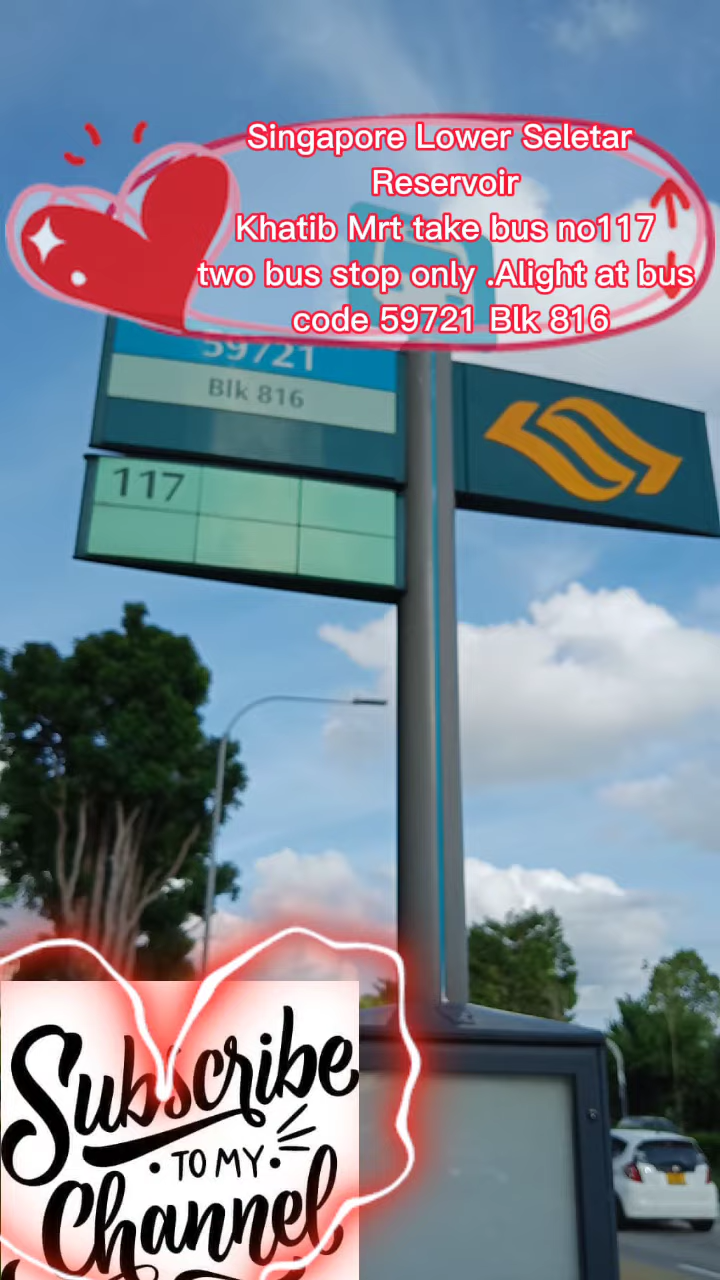 Singapore Lower Seletar
Reservoir
Khatib Mrt take bus no117
two bus stop only .Alight at bus
code 59721 Blk 816
59721
Blk 816
117
Subscribe
• TO MY •
Channel